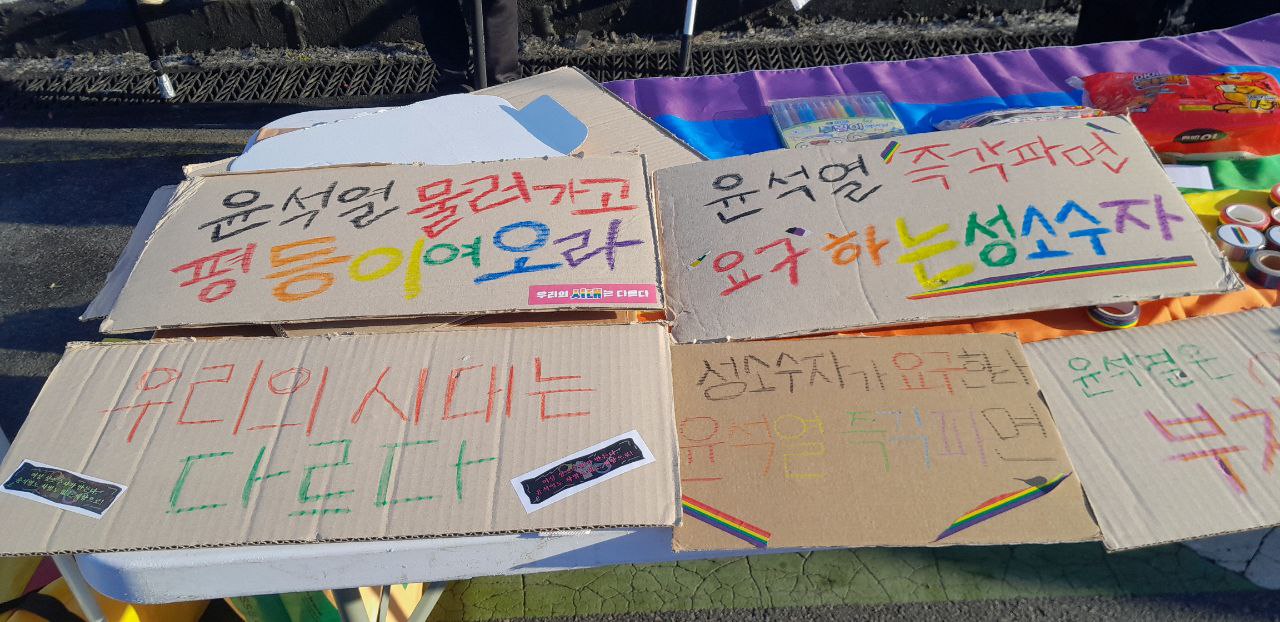 윤석열 물러가고
평등이여오라
우리의 시대는 다르다
윤석열 즉각파면
요구하는성소수자
우리의 시대는
다르다
성소수자가 요구한다
윤석열 즉각파면
윤석열은
부